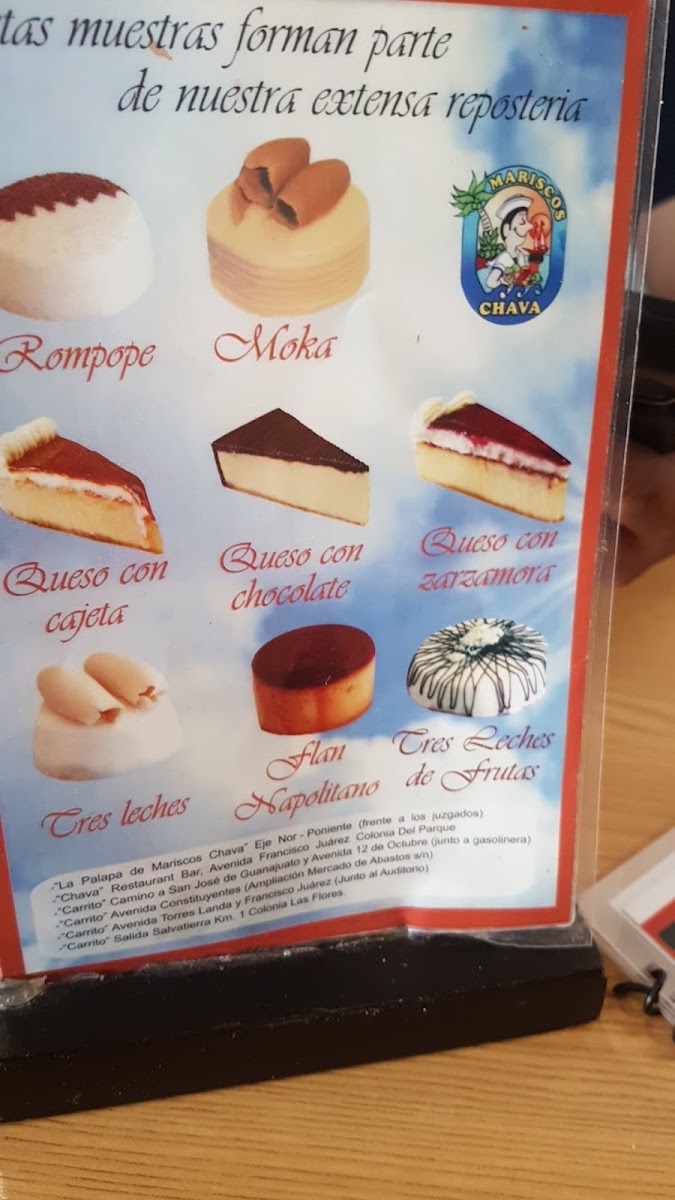 tas muestras forman parte
de nuestra extensa reposteria
MARISCOS
CHAVA
Rompope
Moka
Queso con
cajeta
Queso con
chocolate
Queso con
zarzamora
Tres leches
Flan
Napolitano
Tres Leches
de Frutas
-"La Palapa de Mariscos Chava" Eje Nor - Poniente (frente a los juzgados)
-"Chava" Restaurant Bar, Avenida Francisco Juárez Colonia Del Parque
-"Carrito" Camino a San José de Guanajuato y Avenida 12 de Octubre (junto a gasolinera)
-"Carrito" Avenida Constituyentes (Ampliación Mercado de Abastos s/n)
-"Carrito" Avenida Torres Landa y Francisco Juárez (Junto al Auditorio)
-"Carrito" Salida Salvatierra Km. 1 Colonia Las Flores.